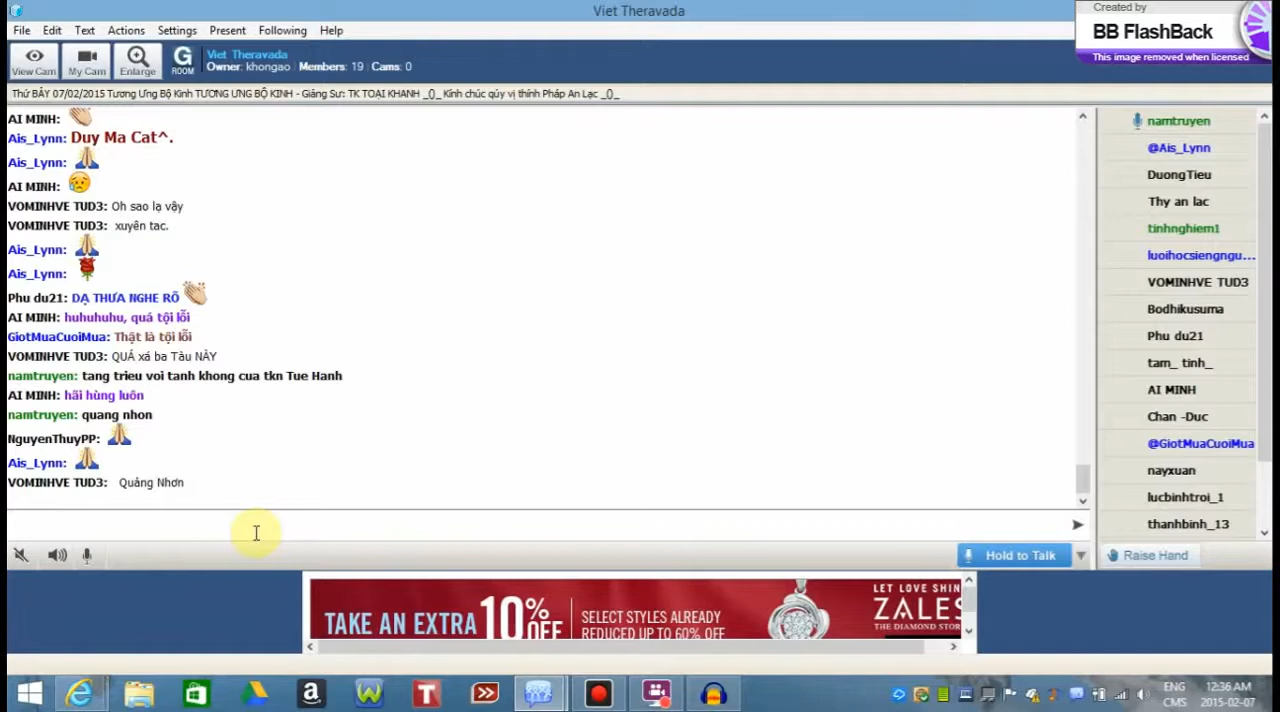 Viet Theravada
Created by
BB FlashBack
This image removed when licensed
File Edit Text Actions Settings Present Following Help
View Cam My Cam Enlarge G ROOM
Viet Theravada
Owner: khongao Members: 19 Cams: 0
Thứ BẢY 07/02/2015 Tương Ưng Bộ Kinh TƯƠNG ƯNG BỘ KINH - Giảng Sư: TK TOẠI KHANH _()_ Kính chúc qúy vị thính Pháp An Lạc _()_
AI MINH:
Ais_Lynn: Duy Ma Cat^.
Ais_Lynn:
AI MINH:
VOMINHVE TUD3: Oh sao lạ vậy
VOMINHVE TUD3: xuyên tac.
Ais_Lynn:
Ais_Lynn:
Phu du21: DẠ THƯA NGHE RÕ
AI MINH: huhuhuhu, quá tội lỗi
GiotMuaCuoiMua: Thật là tội lỗi
VOMINHVE TUD3: QUÁ xá ba Tàu NÀY
namtruyen: tang trieu voi tanh khong cua tkn Tue Hanh
AI MINH: hãi hùng luôn
namtruyen: quang nhon
NguyenThuyPP:
Ais_Lynn:
VOMINHVE TUD3: Quảng Nhơn
namtruyen
@Ais_Lynn
DuongTieu
Thy an lac
tinhnghiem1
luoihocsiengngu...
VOMINHVE TUD3
Bodhikusuma
Phu du21
tam_ tinh_
AI MINH
Chan -Duc
@GiotMuaCuoiMua
nayxuan
lucbinhtroi_1
thanhbinh_13
Hold to Talk
Raise Hand
TAKE AN EXTRA 10% OFF
SELECT STYLES ALREADY
REDUCED UP TO 60% OFF
LET LOVE SHIN
ZALES
THE DIAMOND STOR
ENG 12:36 AM
CMS 2015-02-07